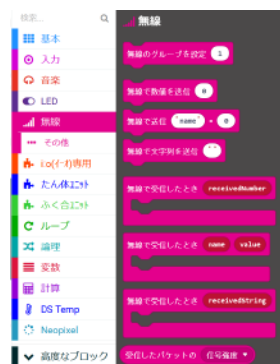 検索...
基本
入力
音楽
LED
無線
その他
i:o(ｲｰｵ)専用
たん体ﾕﾆｯﾄ
ふく合ﾕﾆｯﾄ
ループ
論理
変数
計算
DS Temp
Neopixel
高度なブロック
無線
無線のグループを設定 1
無線で数値を送信 0
無線で送信 "name" = 0
無線で文字列を送信 " "
無線で受信したとき receivedNumber
無線で受信したとき name value
無線で受信したとき receivedString
受信したパケットの 信号強度